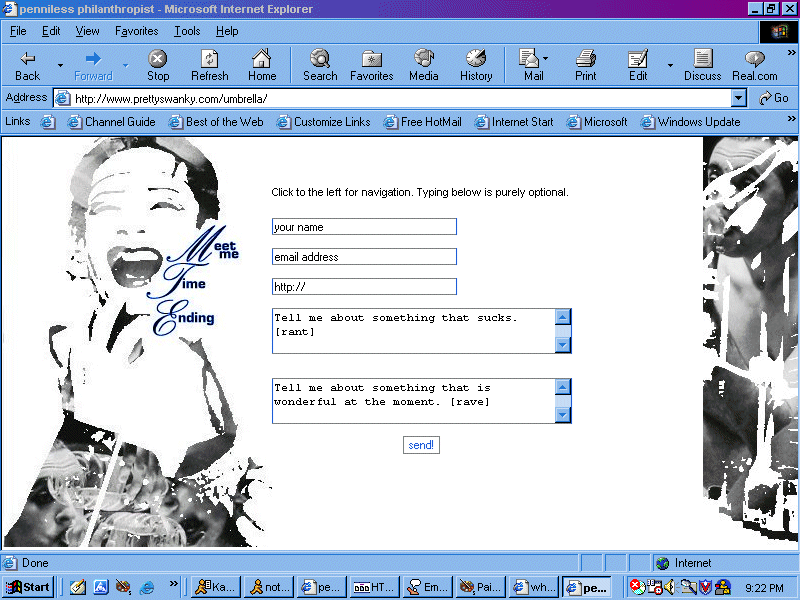 penniless philanthropist - Microsoft Internet Explorer
File Edit View Favorites Tools Help
Back Forward Stop Refresh Home Search Favorites Media History Mail Print Edit Discuss Real.com
Address http://www.prettyswanky.com/umbrella/ Go
Links Channel Guide Best of the Web Customize Links Free HotMail Internet Start Microsoft Windows Update
Click to the left for navigation. Typing below is purely optional.
Meet me
Time
Ending
your name
email address
http://
Tell me about something that sucks.
[rant]
Tell me about something that is
wonderful at the moment. [rave]
send!
Done Internet
Start Ka... not... pe... HT... Em... Pai... wh... pe... 9:22 PM